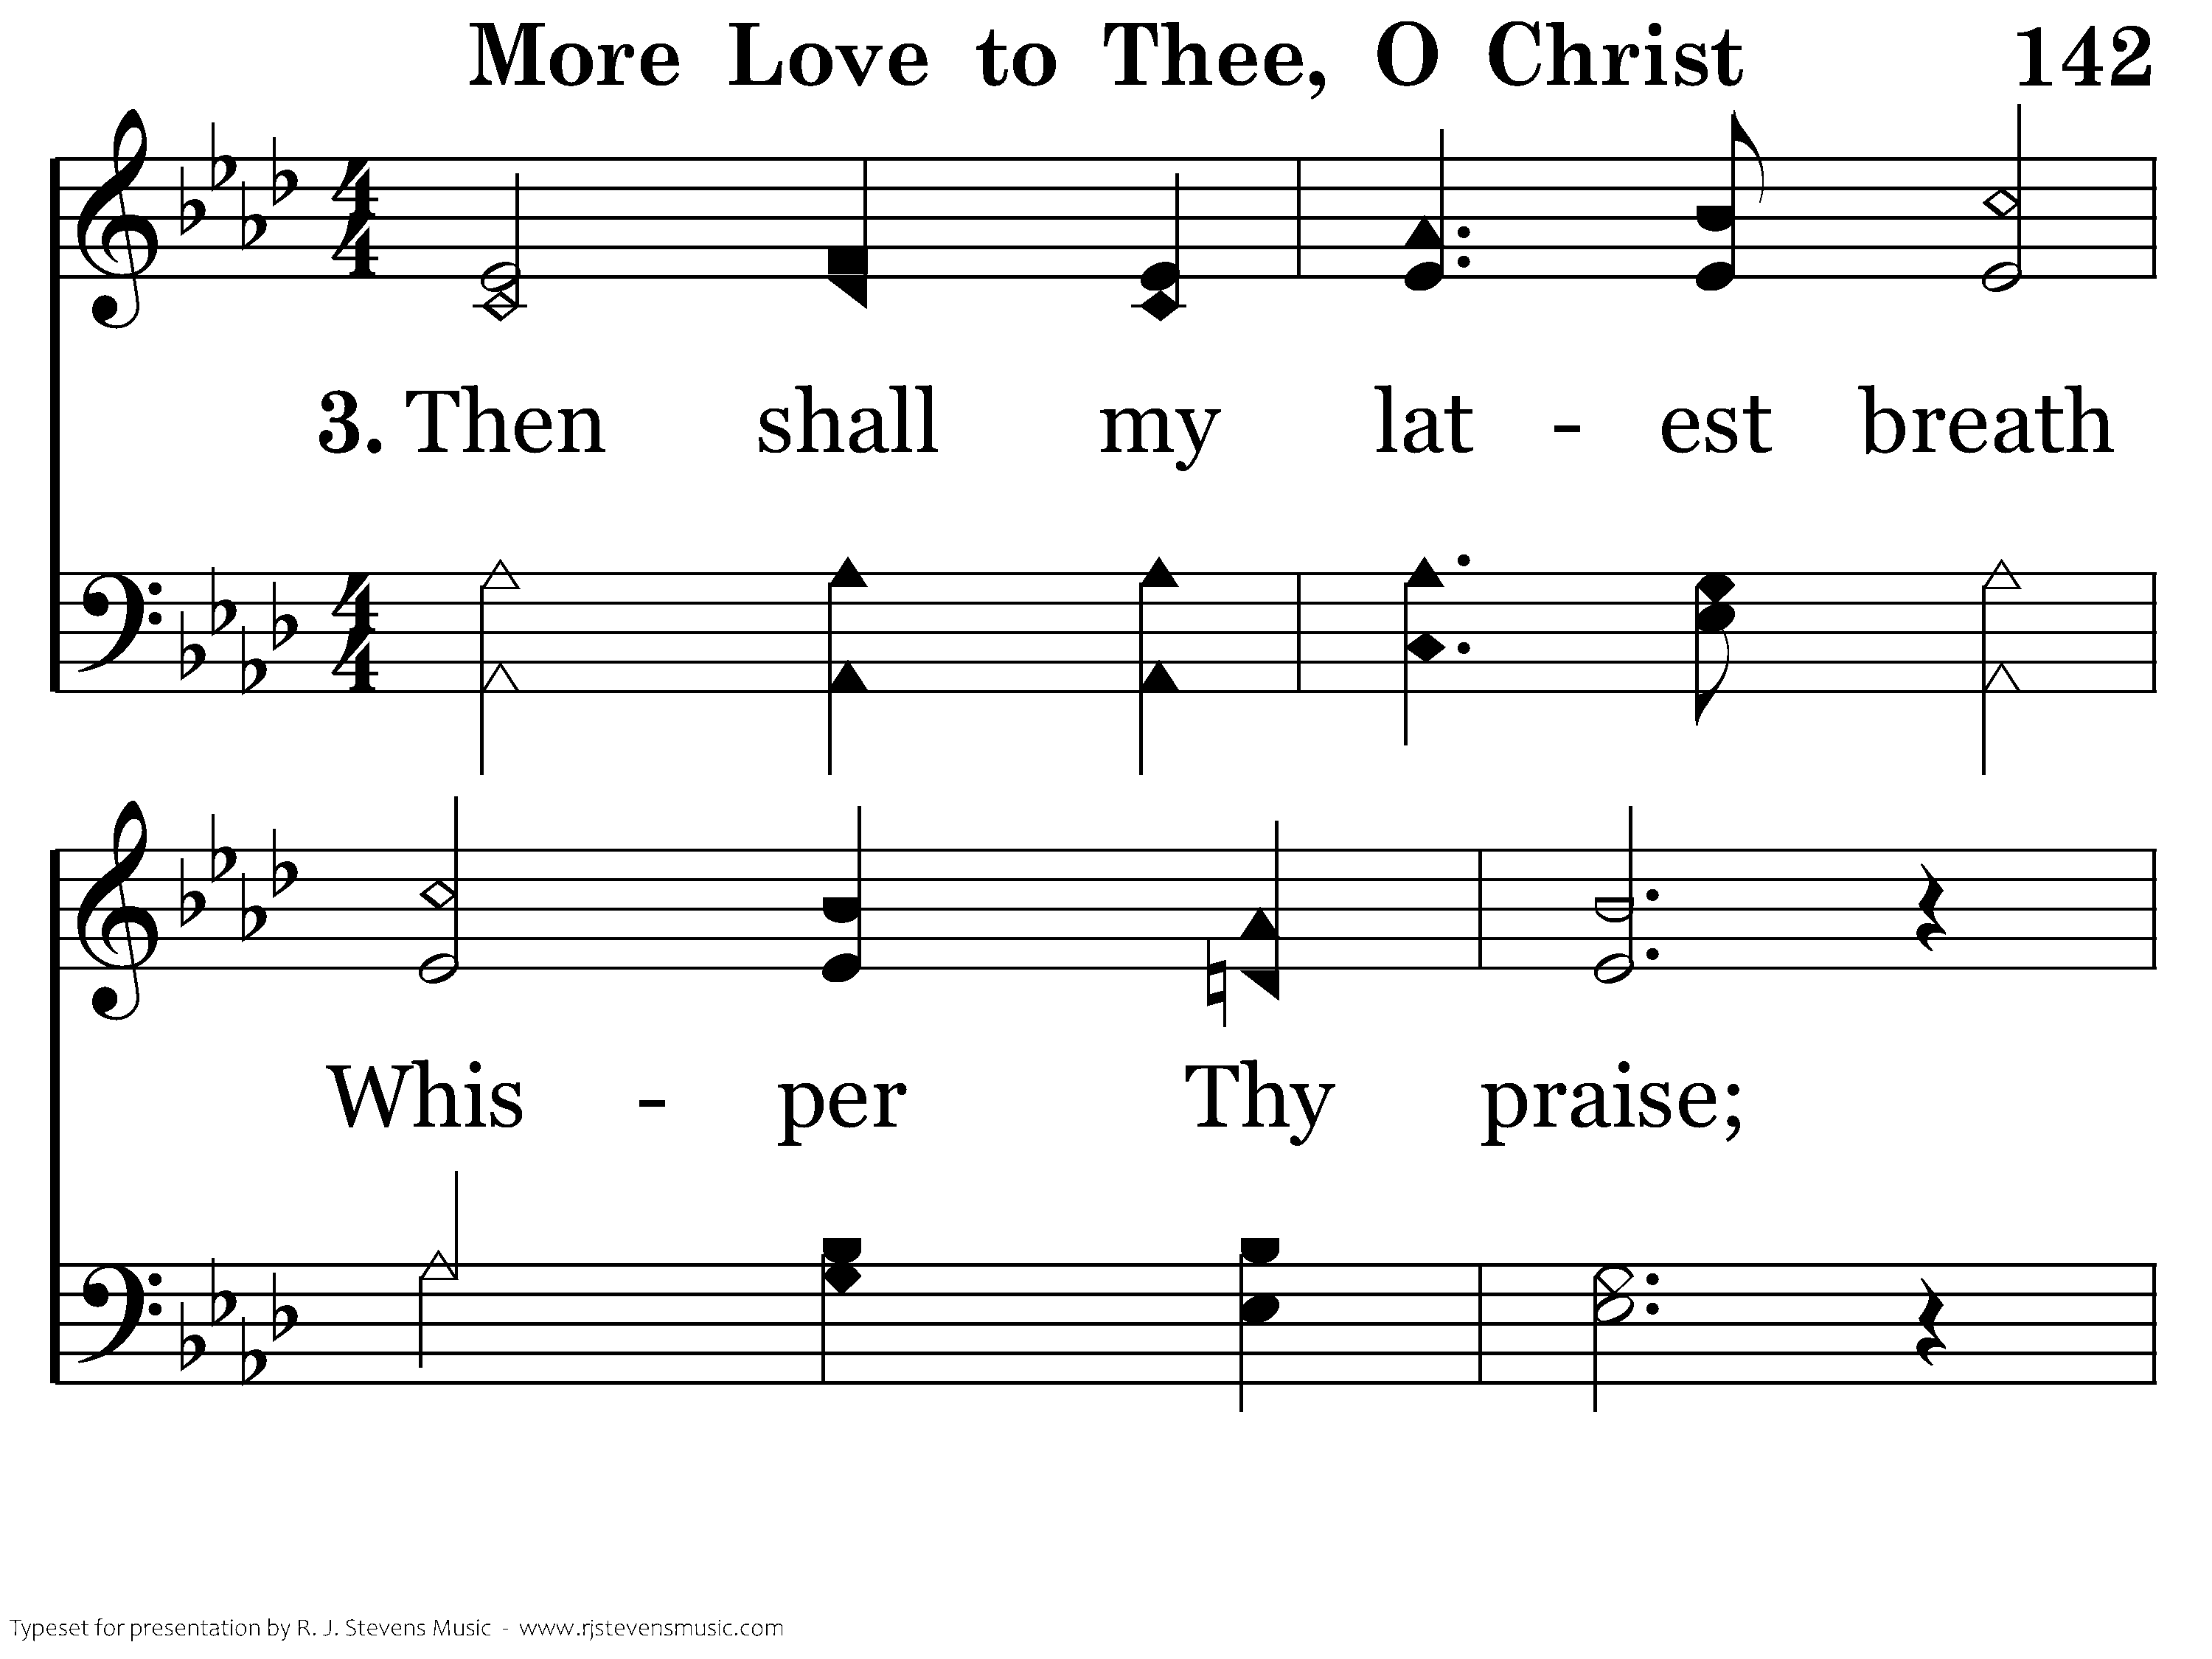 More Love to Thee, O Christ 142
3. Then shall my lat - est breath
Whis - per Thy praise;
Typeset for presentation by R. J. Stevens Music - www.rjstevensmusic.com